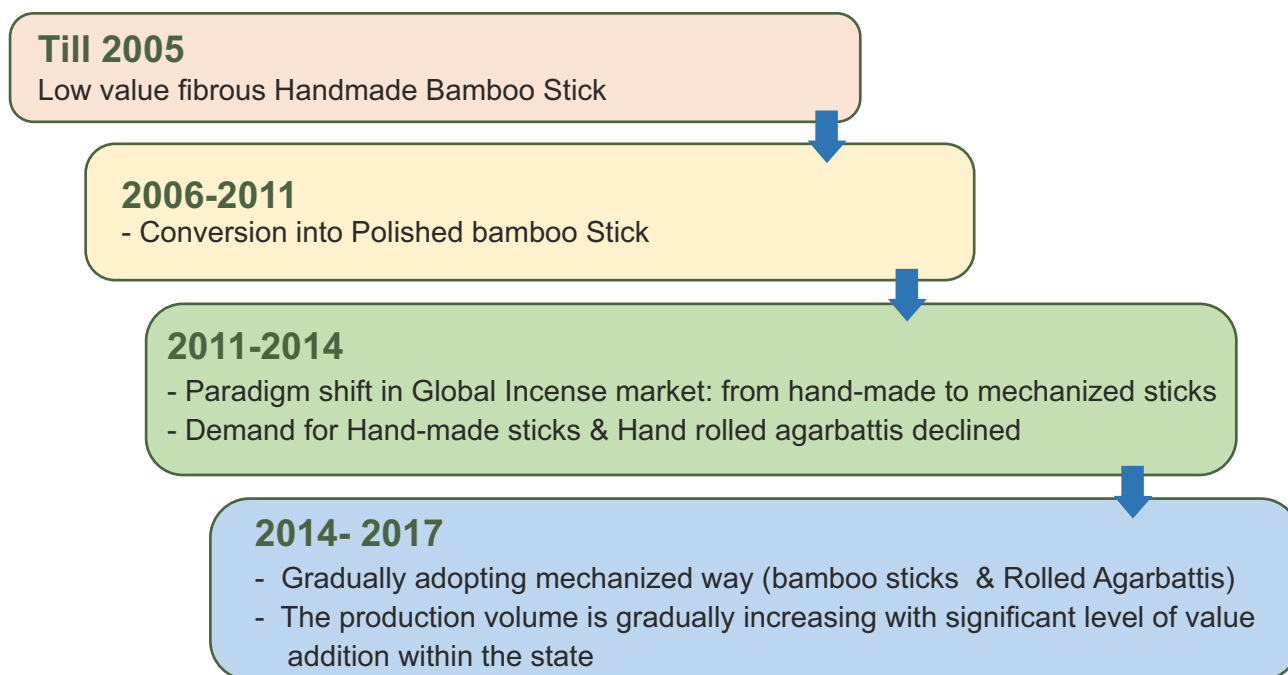 Till 2005
Low value fibrous Handmade Bamboo Stick
2006-2011
- Conversion into Polished bamboo Stick
2011-2014
- Paradigm shift in Global Incense market: from hand-made to mechanized sticks
- Demand for Hand-made sticks & Hand rolled agarbattis declined
2014- 2017
- Gradually adopting mechanized way (bamboo sticks & Rolled Agarbattis)
- The production volume is gradually increasing with significant level of value
addition within the state